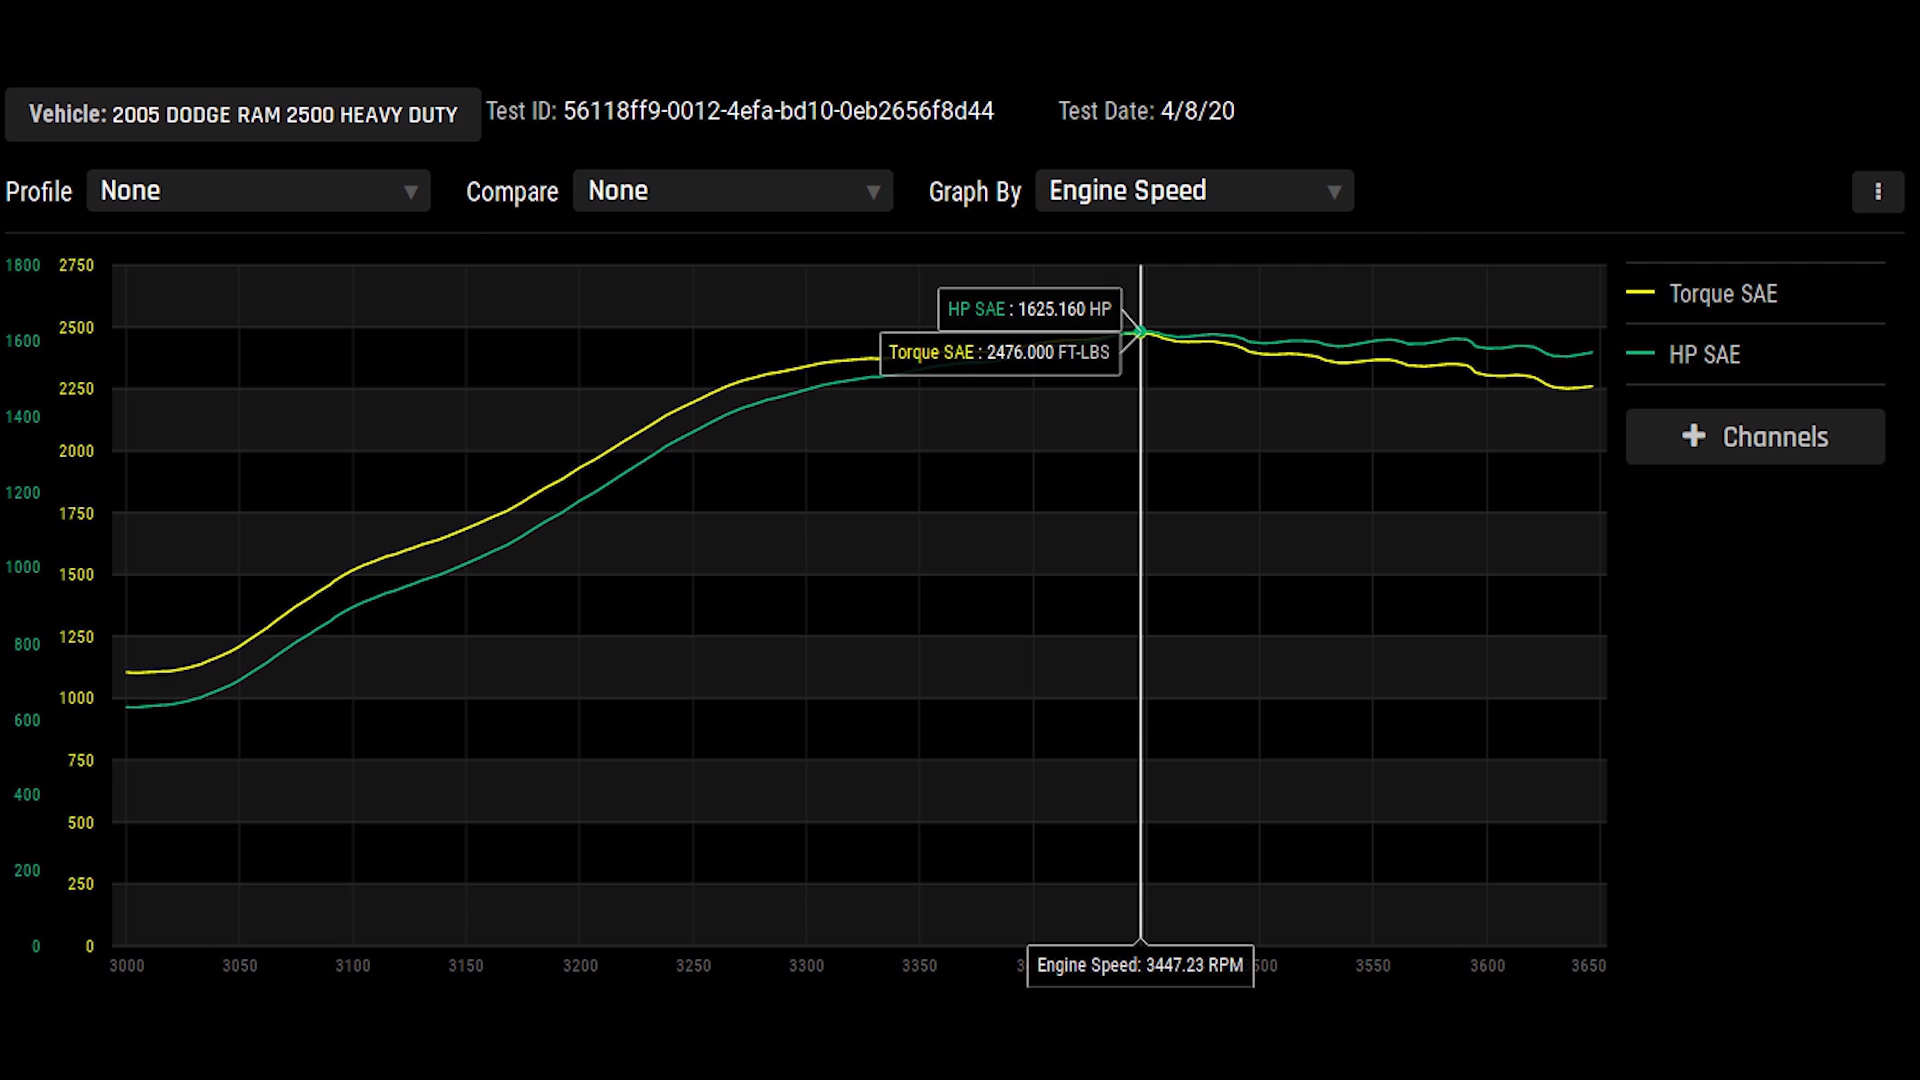 Vehicle: 2005 DODGE RAM 2500 HEAVY DUTY Test ID: 56118ff9-0012-4efa-bd10-0eb2656f8d44 Test Date: 4/8/20
Profile None Compare None Graph By Engine Speed
1800 2750
2500
1600
2250
1400
2000
1200
1750
1000 1500
800 1250
1000
600
750
400
500
200
250
0 0
HP SAE : 1625.160 HP
Torque SAE : 2476.000 FT-LBS
Torque SAE
HP SAE
+ Channels
3000 3050 3100 3150 3200 3250 3300 3350 Engine Speed: 3447.23 RPM 3550 3600 3650